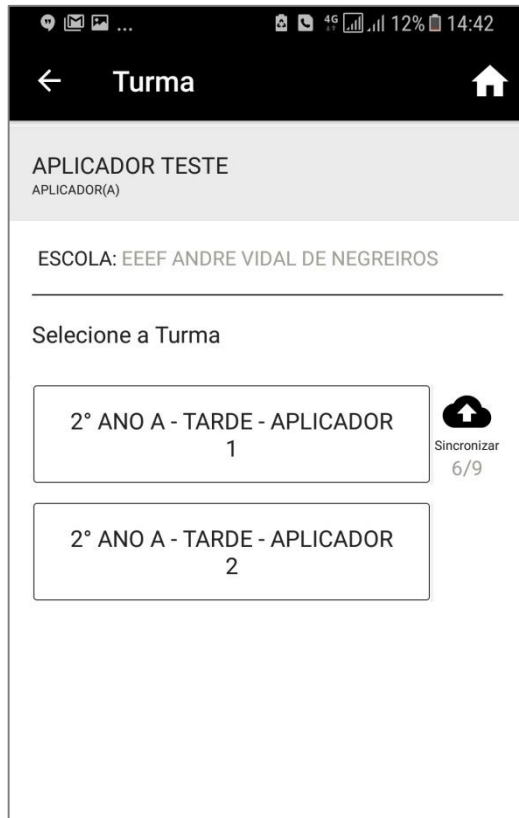 ... 4G 12% 14:42
Turma
APLICADOR TESTE
APLICADOR(A)
ESCOLA: EEEF ANDRE VIDAL DE NEGREIROS
Selecione a Turma
2° ANO A - TARDE - APLICADOR
1
Sincronizar
6/9
2° ANO A - TARDE - APLICADOR
2